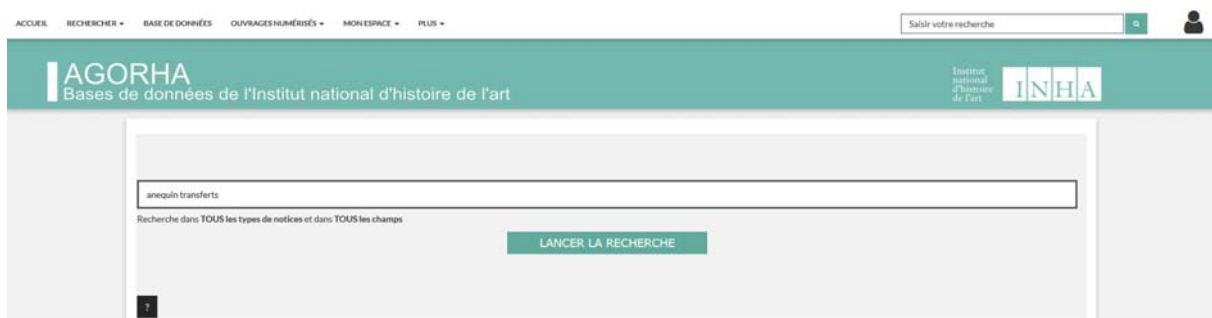 ACCUEIL RECHERCHER BASE DE DONNÉES OUVRAGES NUMÉRISÉS MON ESPACE PLUS Saisir votre recherche
AGORHA
Bases de données de l'Institut national d'histoire de l'art
Institut
national
d'histoire
de l'art
INHA
anequin transferts
Recherche dans TOUS les types de notices et dans TOUS les champs
LANCER LA RECHERCHE
?